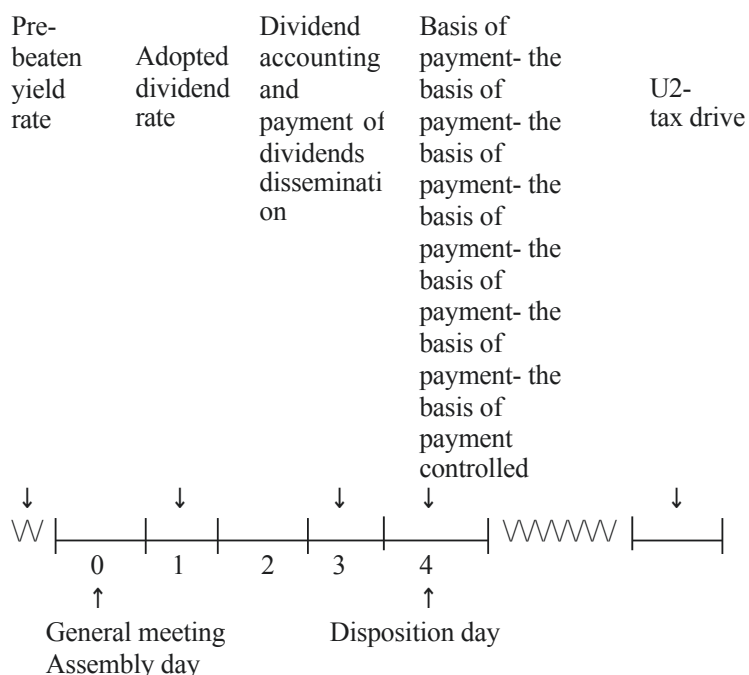 Pre-
beaten
yield
rate
Adopted
dividend
rate
Dividend
accounting
and
payment of
dividends
disseminati
on
Basis of
payment- the
basis of
payment- the
basis of
payment- the
basis of
payment- the
basis of
payment- the
basis of
payment- the
basis of
payment
controlled
U2-
tax drive
0
1
2
3
4
General meeting
Assembly day
Disposition day